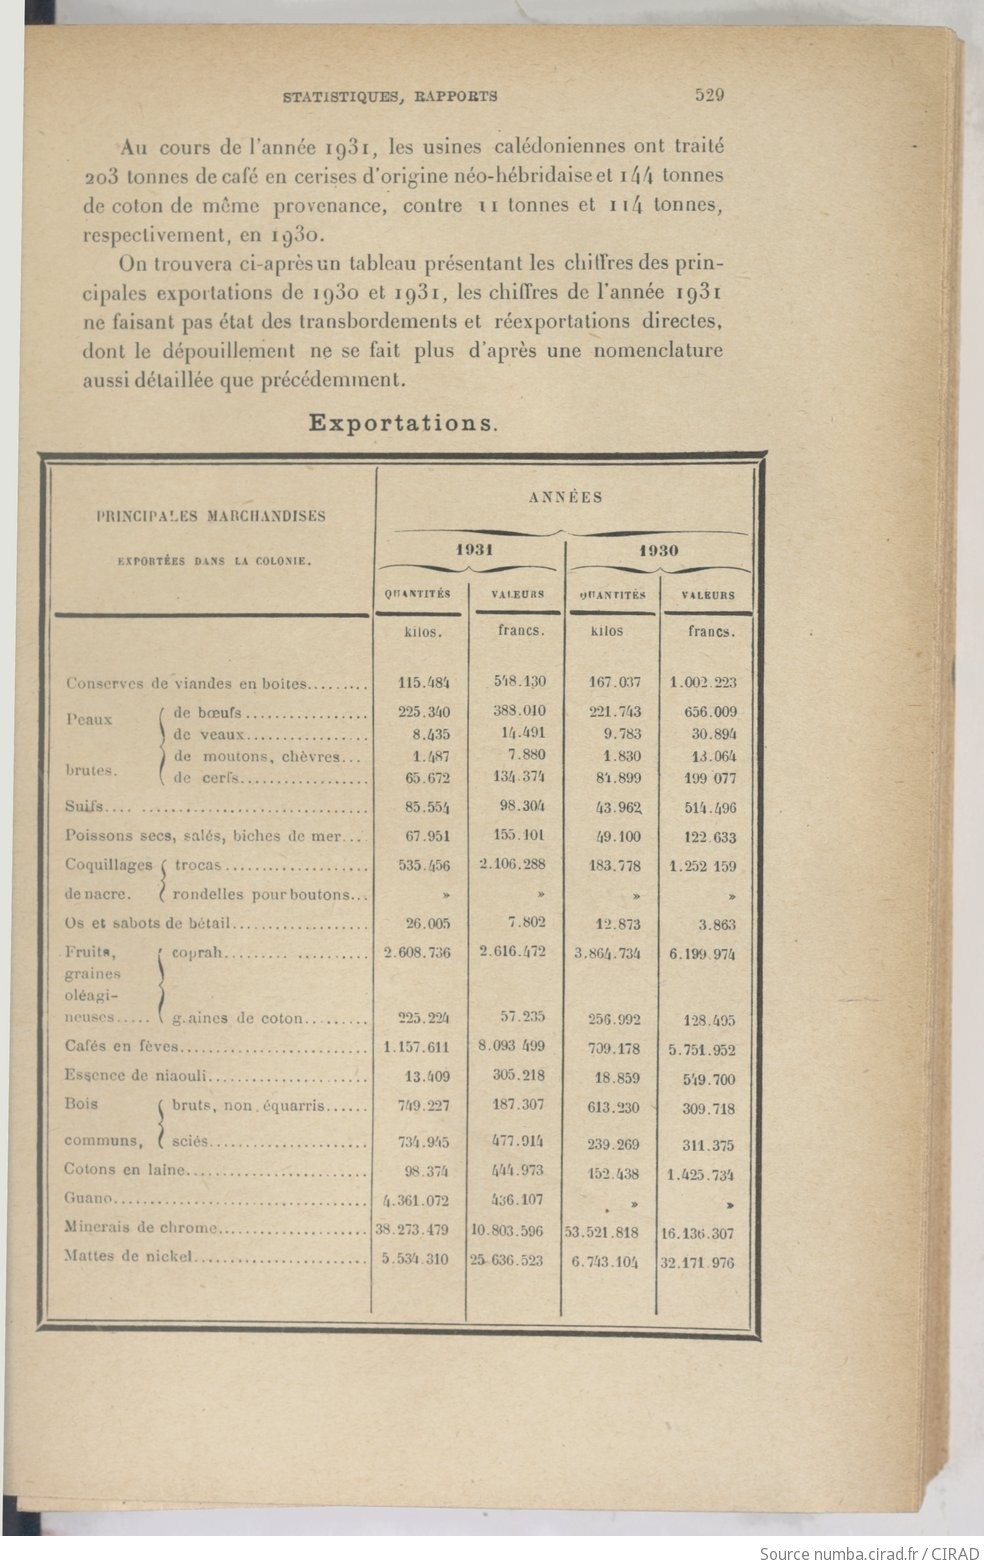 STATISTIQUES, RAPPORTS 529
Au cours de l'année 1931, les usines calédoniennes ont traité
203 tonnes de café en cerises d'origine néo-hébridaise et 144 tonnes
de coton de même provenance, contre 11 tonnes et 114 tonnes,
respectivement, en 1930.
On trouvera ci-après un tableau présentant les chiffres des prin-
cipales exportations de 1930 et 1931, les chiffres de l'année 1931
ne faisant pas état des transbordements et réexportations directes,
dont le dépouillement ne se fait plus d'après une nomenclature
aussi détaillée que précédemment.
Exportations.
PRINCIPALES MARCHANDISES
EXPORTÉES DANS LA COLONIE.
ANNÉES
1931 1930
QUANTITÉS VALEURS QUANTITÉS VALEURS
kilos. francs. kilos francs.
Conserves de viandes en boites......... 115.484 548.130 167.037 1.002.223
Peaux
de bœufs................. 225.340 388.010 221.743 656.009
de veaux................. 8.435 14.491 9.783 30.894
de moutons, chèvres... 1.487 7.880 1.830 13.064
brutes.
de cerfs.................. 65.672 134.374 84.899 199 077
Suifs.... ............................... 85.554 98.304 43.962 514.496
Poissons secs, salés, biches de mer... 67.951 155.101 49.100 122.633
Coquillages trocas.................... 535.456 2.106.288 183.778 1.252 159
de nacre. rondelles pour boutons... » » » »
Os et sabots de bétail................... 26.005 7.802 12.873 3.863
Fruits, coprah......... .......... 2.608.736 2.616.472 3.864.734 6.199.974
graines
oléagi-
neuses..... graines de coton......... 225.224 57.235 256.992 128.495
Cafés en fèves.......................... 1.157.611 8.093 499 709.178 5.751.952
Essence de niaouli...................... 13.409 305.218 18.859 549.700
Bois bruts, non équarris...... 749.227 187.307 613.230 309.718
communs, sciés...................... 734.945 477.914 239.269 311.375
Cotons en laine......................... 98.374 444.973 152.438 1.425.734
Guano................................... 4.361.072 436.107 » »
Minerais de chrome..................... 38.273.479 10.803.596 53.521.818 16.136.307
Mattes de nickel........................ 5.534.310 25.636.523 6.743.104 32.171.976
Source numba.cirad.fr / CIRAD